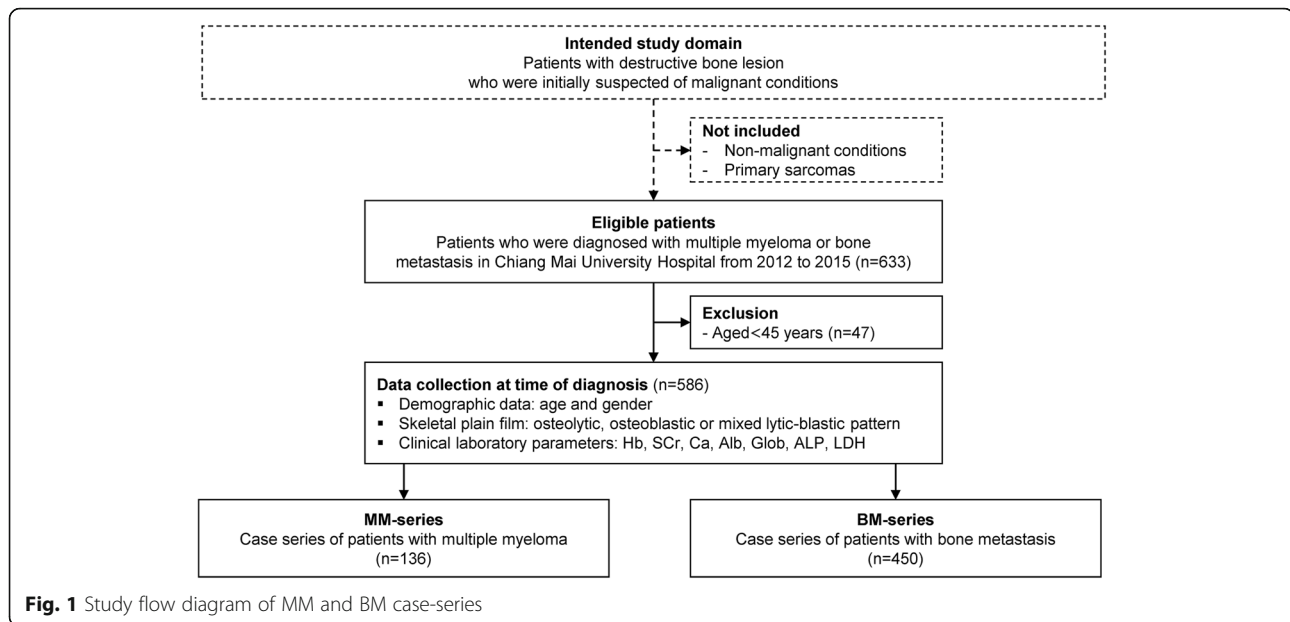 Intended study domain
Patients with destructive bone lesion
who were initially suspected of malignant conditions
Not included
- Non-malignant conditions
- Primary sarcomas
Eligible patients
Patients who were diagnosed with multiple myeloma or bone
metastasis in Chiang Mai University Hospital from 2012 to 2015 (n=633)
Exclusion
- Aged<45 years (n=47)
Data collection at time of diagnosis (n=586)
▪ Demographic data: age and gender
▪ Skeletal plain film: osteolytic, osteoblastic or mixed lytic-blastic pattern
▪ Clinical laboratory parameters: Hb, SCr, Ca, Alb, Glob, ALP, LDH
MM-series
Case series of patients with multiple myeloma
(n=136)
BM-series
Case series of patients with bone metastasis
(n=450)
Fig. 1 Study flow diagram of MM and BM case-series